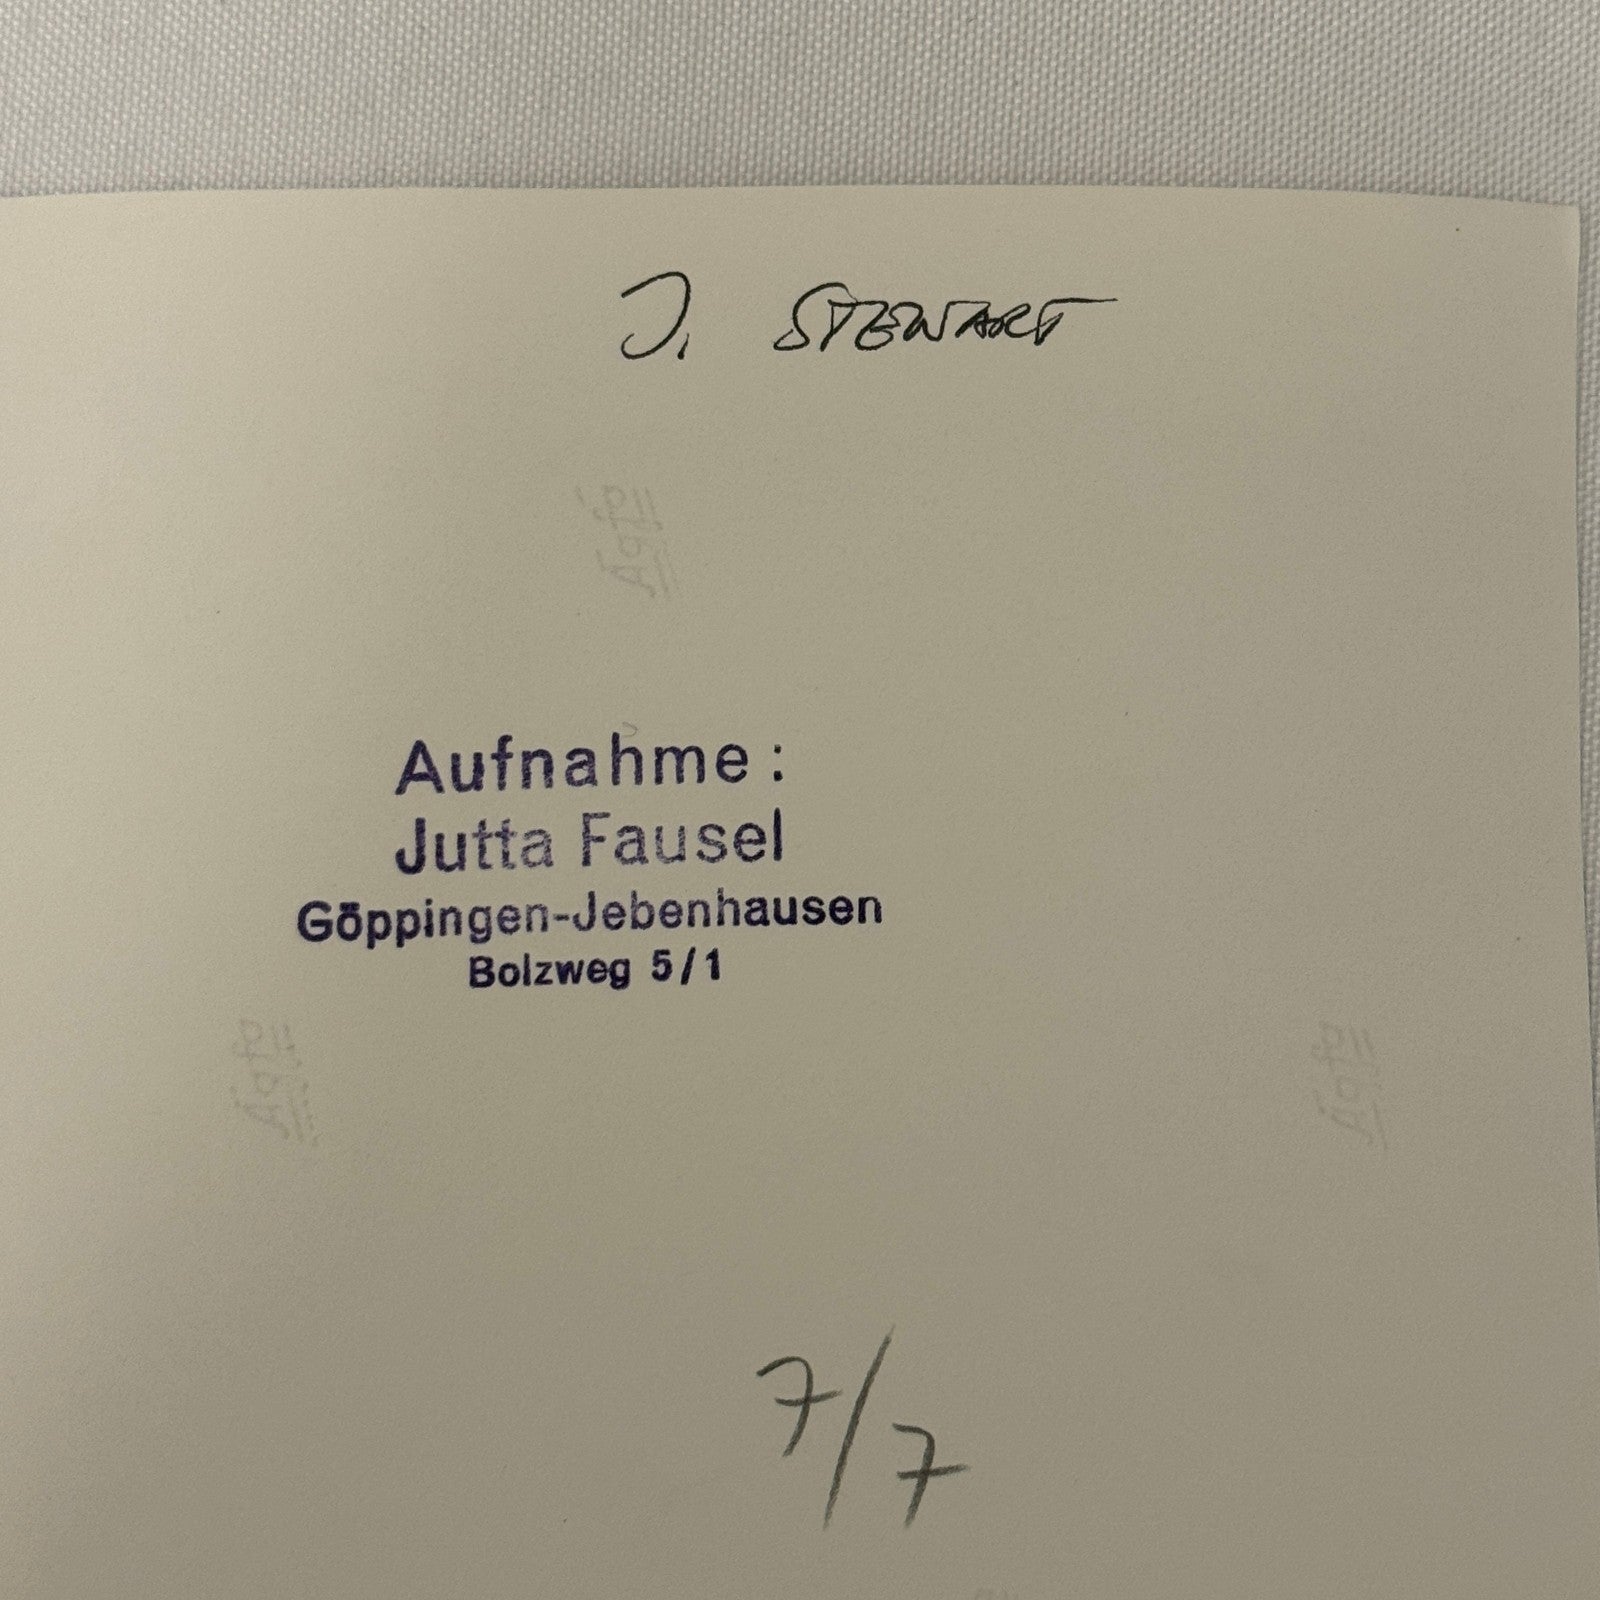 J. STEWART
Aufnahme:
Jutta Fausel
Göppingen-Jebenhausen
Bolzweg 5/1
7/7